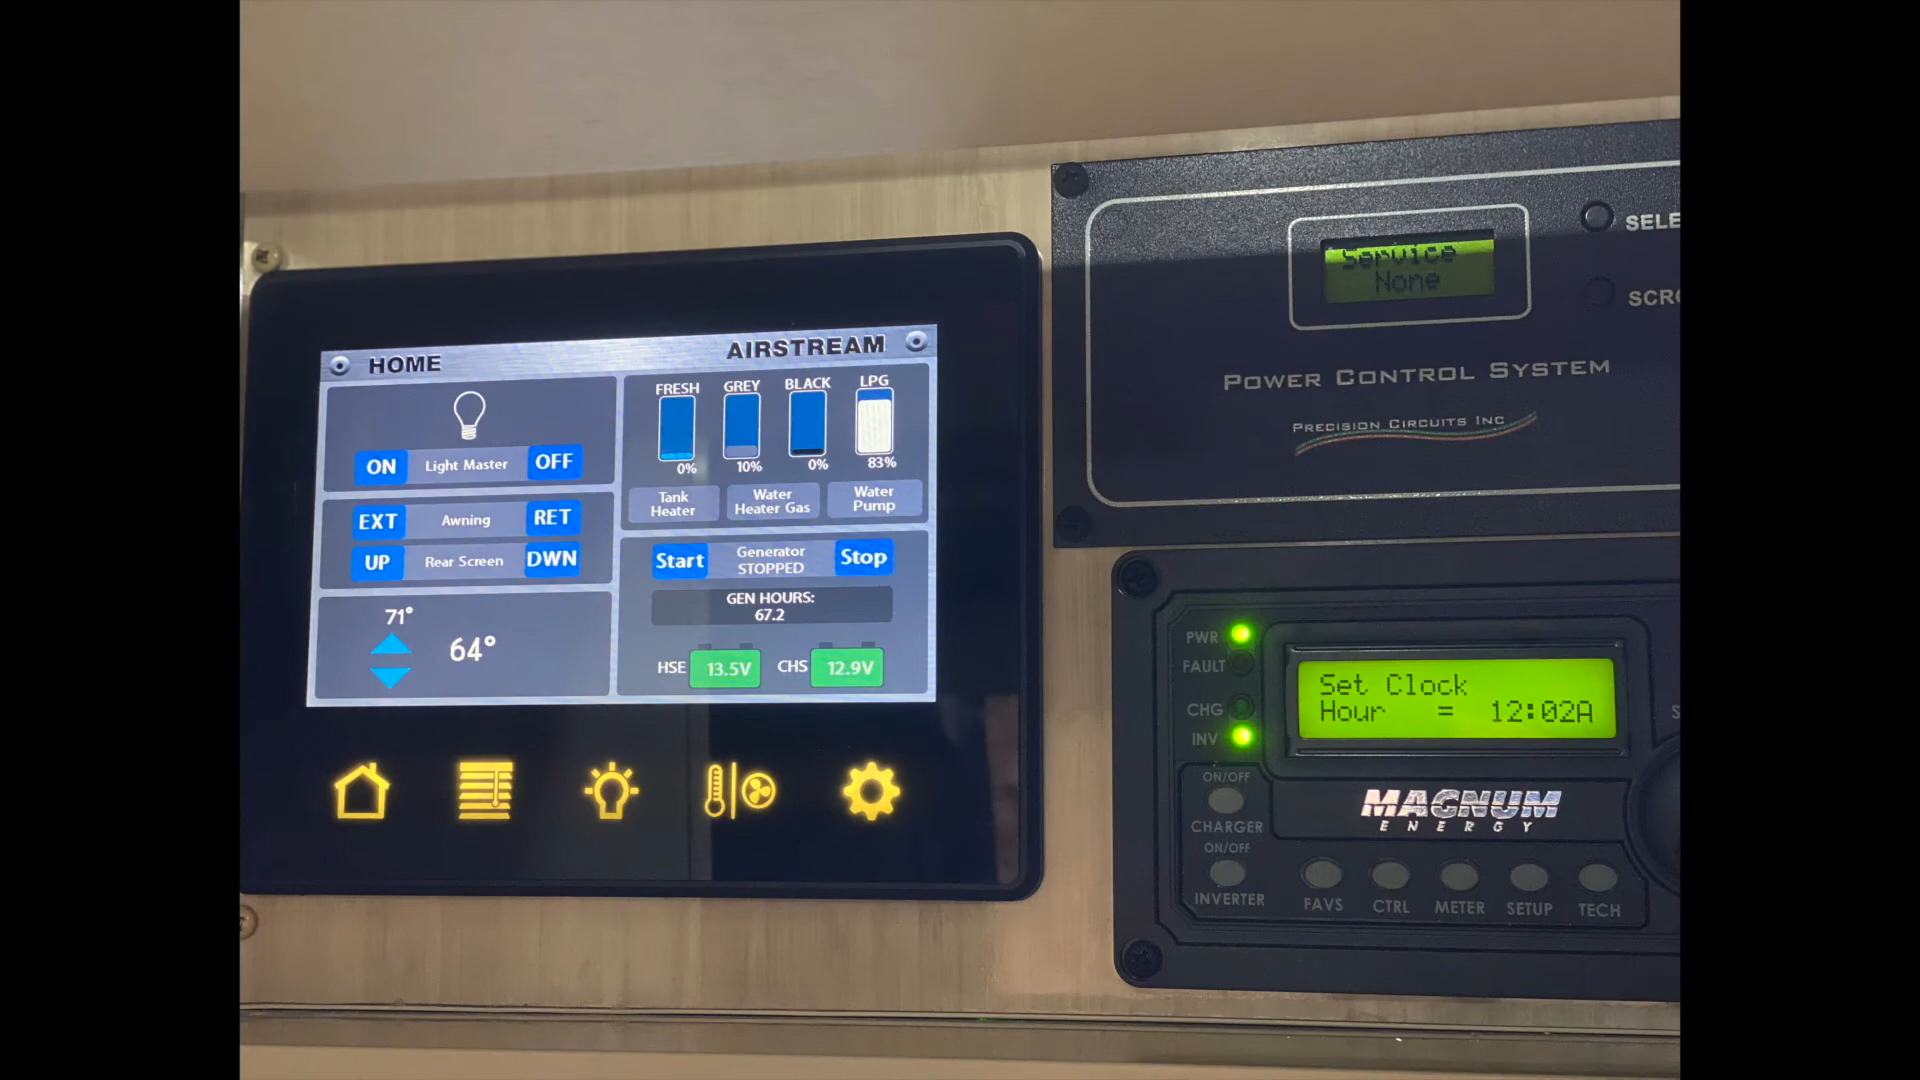 HOME
AIRSTREAM
ON
Light Master
OFF
EXT
Awning
RET
UP
Rear Screen
DWN
71°
64°
FRESH
GREY
BLACK
LPG
0%
10%
0%
83%
Tank
Heater
Water
Heater Gas
Water
Pump
Start
Generator
STOPPED
Stop
GEN HOURS:
67.2
HSE
13.5V
CHS
12.9V
Service
None
POWER CONTROL SYSTEM
PRECISION CIRCUITS INC
PWR
FAULT
CHG
INV
Set Clock
Hour = 12:02A
ON/OFF
CHARGER
ON/OFF
INVERTER
MAGNUM
ENERGY
FAVS
CTRL
METER
SETUP
TECH